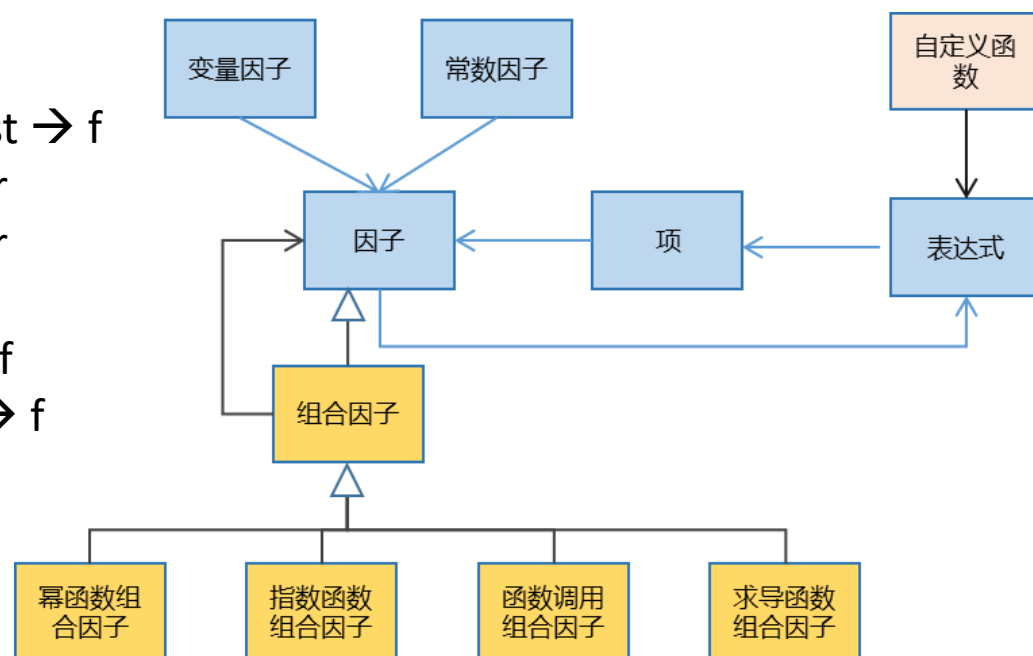 变量因子
常数因子
自定义函
数
st → f
r
因子
项
表达式
r
f
→ f
组合因子
幂函数组
合因子
指数函数
组合因子
函数调用
组合因子
求导函数
组合因子